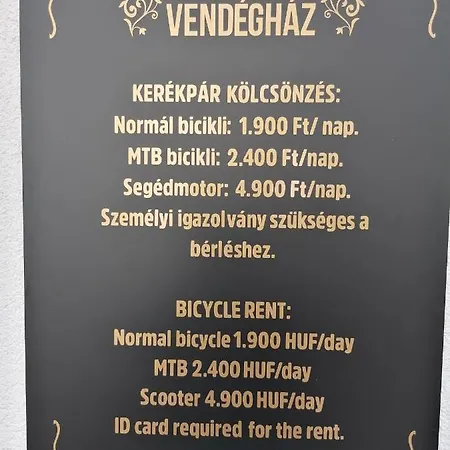 VENDÉGHÁZ
KERÉKPÁR KÖLCSÖNZÉS:
Normál bicikli: 1.900 Ft/ nap.
MTB bicikli: 2.400 Ft/nap.
Segédmotor: 4.900 Ft/nap.
Személyi igazolvány szükséges a
bérléshez.
BICYCLE RENT:
Normal bicycle 1.900 HUF/day
MTB 2.400 HUF/day
Scooter 4.900 HUF/day
ID card required for the rent.